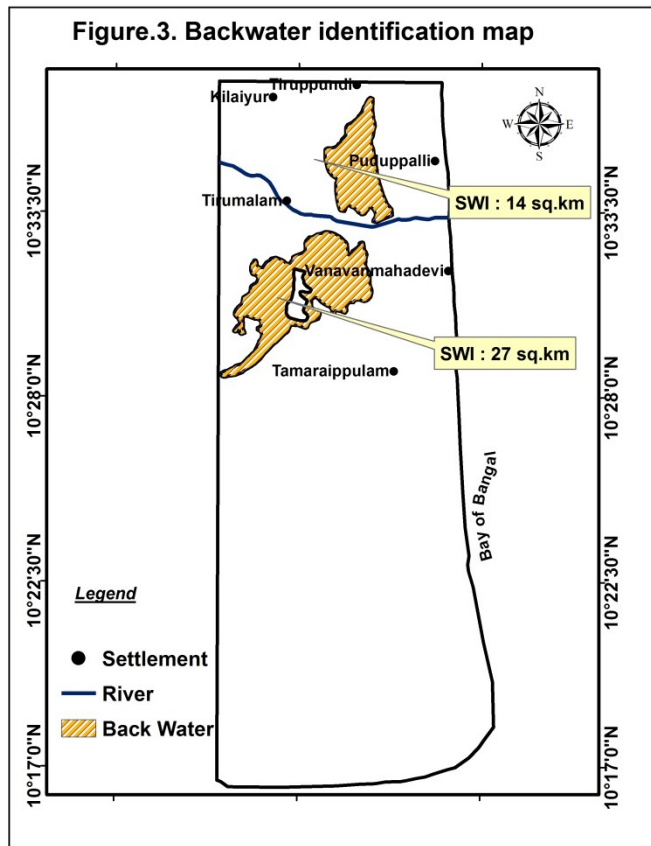 Figure.3. Backwater identification map
Tiruppundi
Kilaiyur
N
W
E
S
Puduppalli
SWI : 14 sq.km
Tirumalam
10°33'30"N
10°33'30"N
Vanavanmahadevi
SWI : 27 sq.km
Tamaraippulam
10°28'0"N
10°28'0"N
Bay of Bangal
10°22'30"N
10°22'30"N
Legend
Settlement
River
Back Water
10°17'0"N
10°17'0"N